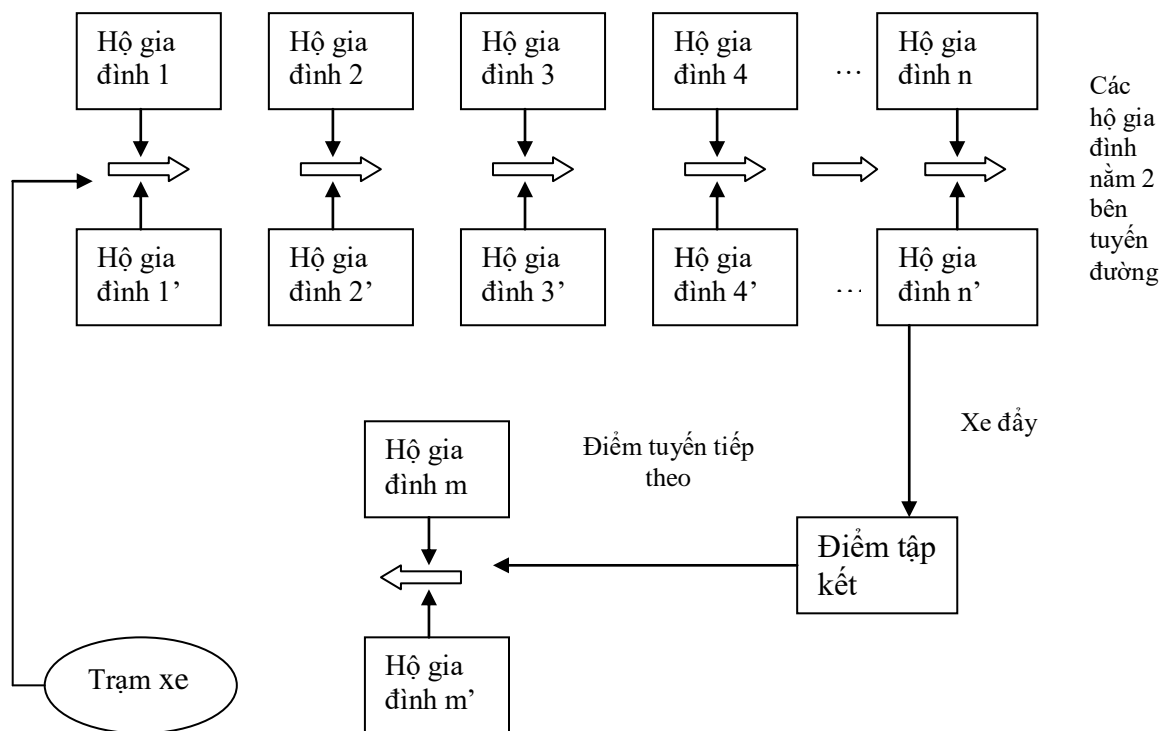 Hộ gia
đình 1
Hộ gia
đình 2
Hộ gia
đình 3
Hộ gia
đình 4
…
Hộ gia
đình n
Các
hộ gia
đình
nằm 2
bên
tuyến
đường
Hộ gia
đình 1’
Hộ gia
đình 2’
Hộ gia
đình 3’
Hộ gia
đình 4’
…
Hộ gia
đình n’
Xe đẩy
Hộ gia
đình m
Điểm tuyến tiếp
theo
Điểm tập
kết
Hộ gia
đình m’
Trạm xe